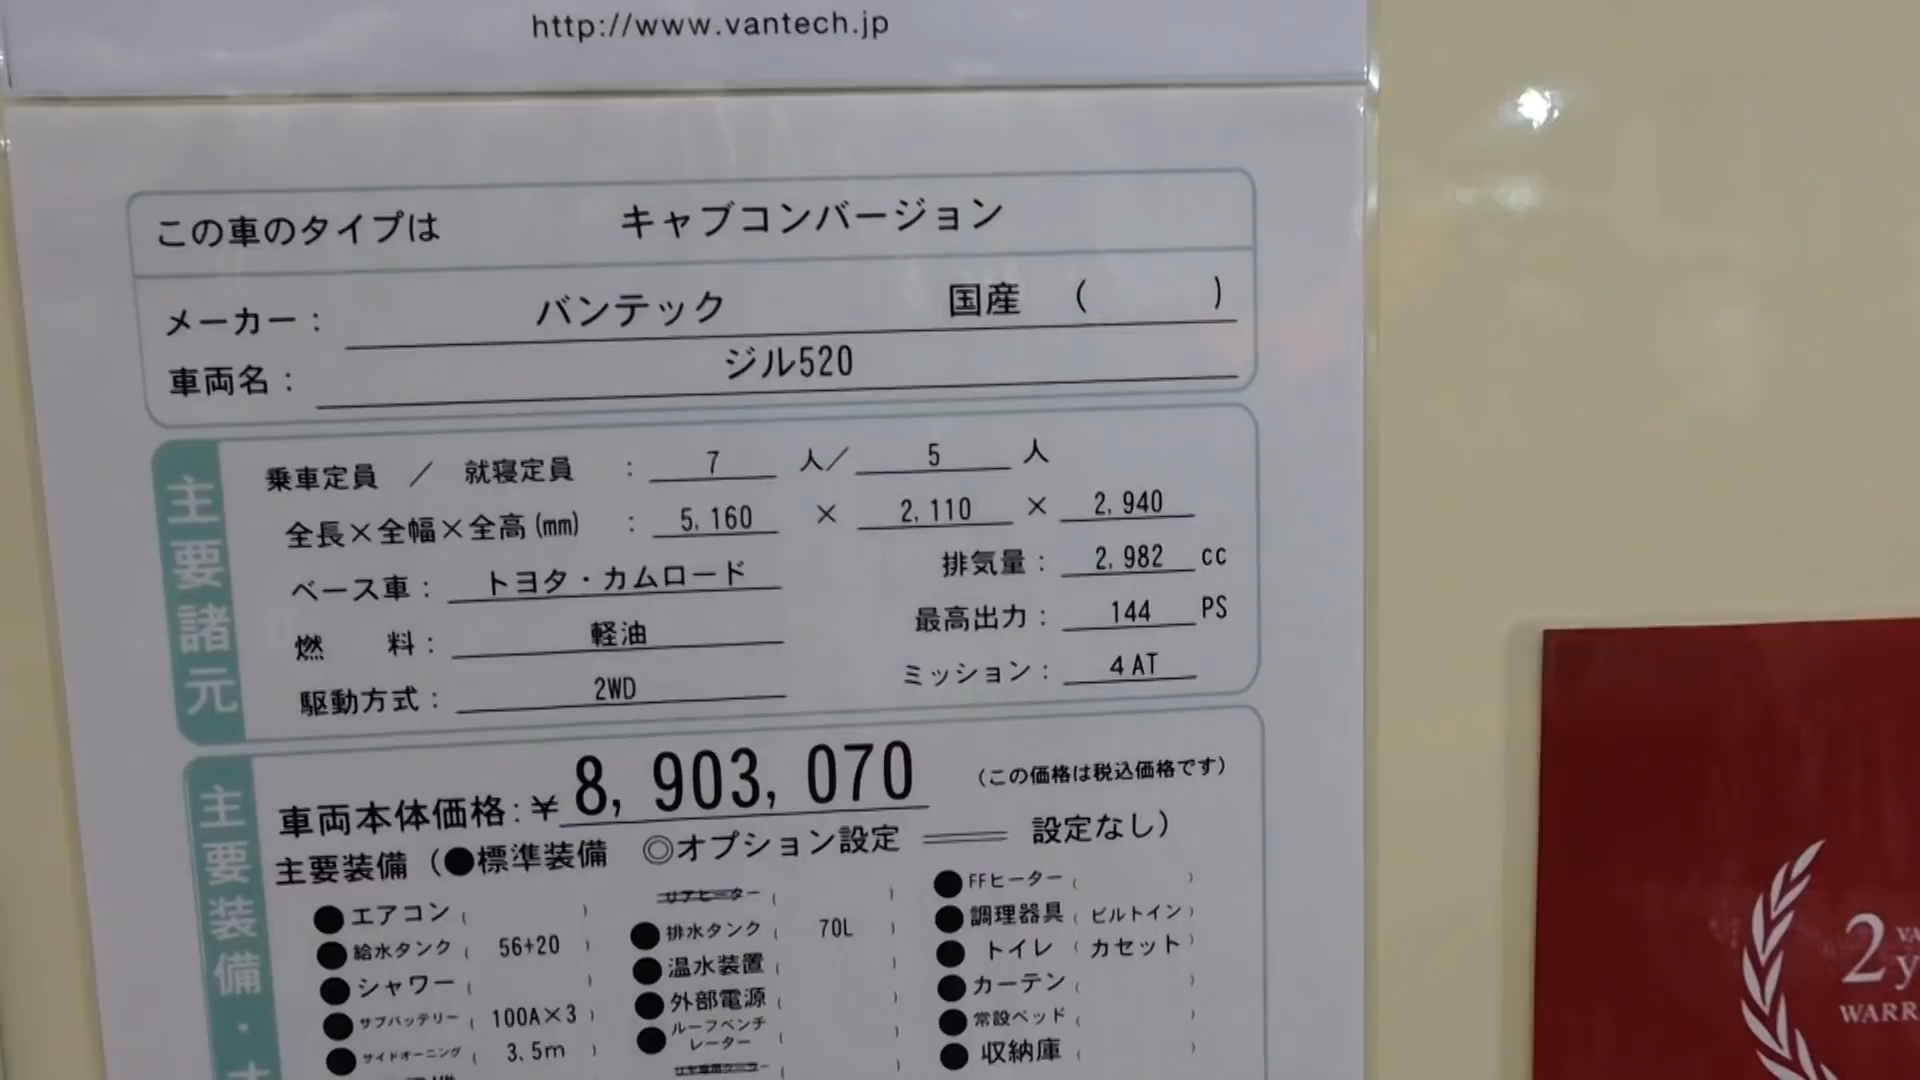 http://www.vantech.jp
この車のタイプは キャブコンバージョン
メーカー： バンテック 国産 （ ）
車両名： ジル520
主要諸元
乗車定員 ／ 就寝定員 ： 7 人／ 5 人
全長×全幅×全高(mm) ： 5,160 × 2,110 × 2,940
ベース車： トヨタ・カムロード 排気量： 2,982 cc
燃 料： 軽油 最高出力： 144 PS
駆動方式： 2WD ミッション： 4AT
主要装備・
車両本体価格：￥8,903,070 （この価格は税込価格です）
主要装備（●標準装備 ◎オプション設定 ＝ 設定なし）
●エアコン（ ） リアヒーター（ ） ●FFヒーター（ ）
●給水タンク（ 56+20 ） ●排水タンク（ 70L ） ●調理器具（ビルトイン）
●シャワー（ ） ●温水装置（ ） ●トイレ（カセット）
●サブバッテリー（ 100A×3 ） ●外部電源（ ） ●カーテン（ ）
●サイドオーニング（ 3.5m ） ●ルーフベンチレーター（ ） ●常設ベッド（ ）
●収納庫（ ）
2